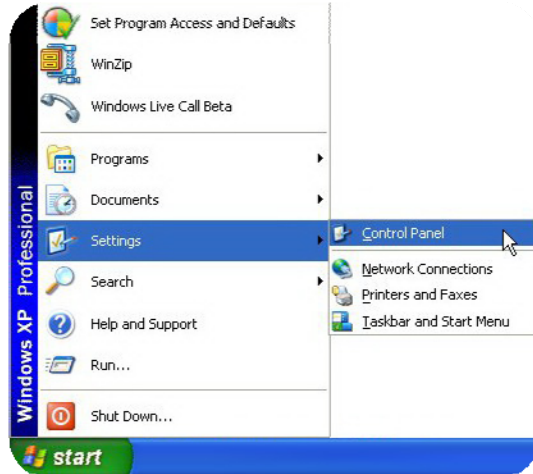 Set Program Access and Defaults
WinZip
Windows Live Call Beta
Programs
Documents
Settings
Search
Help and Support
Run...
Shut Down...
Control Panel
Network Connections
Printers and Faxes
Taskbar and Start Menu
Windows XP Professional
start